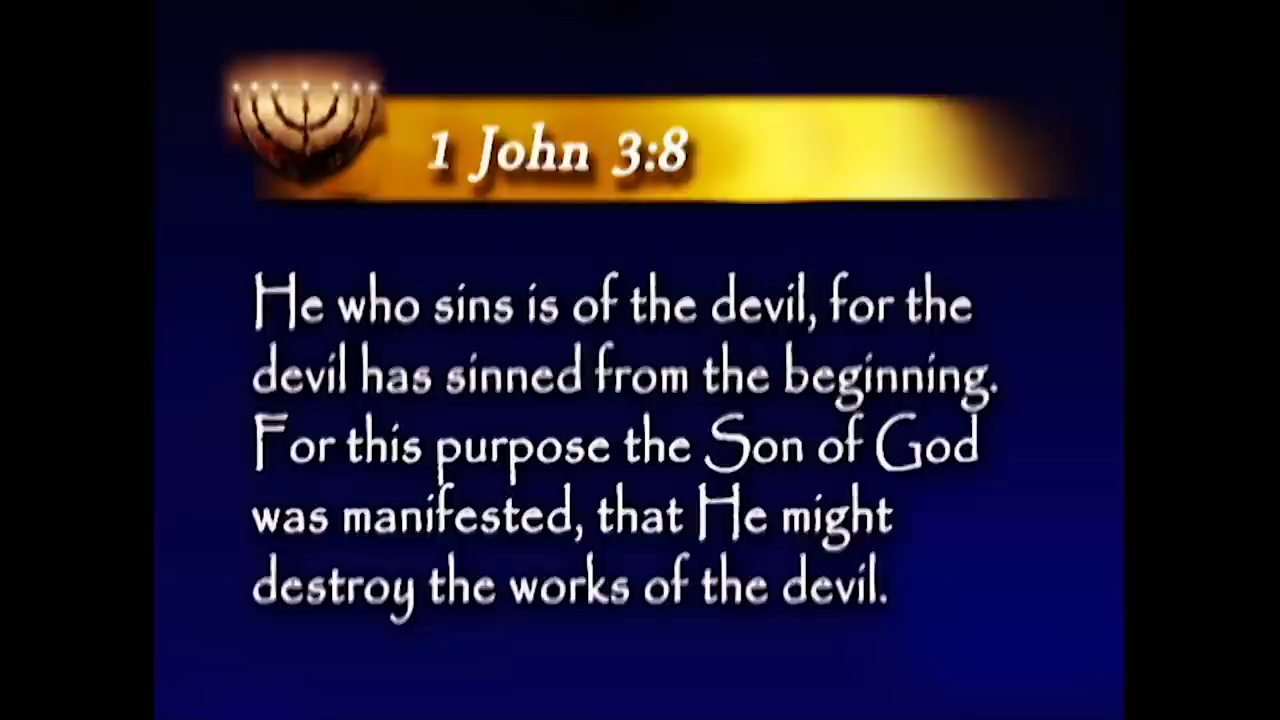 1 John 3:8
He who sins is of the devil, for the
devil has sinned from the beginning.
For this purpose the Son of God
was manifested, that He might
destroy the works of the devil.